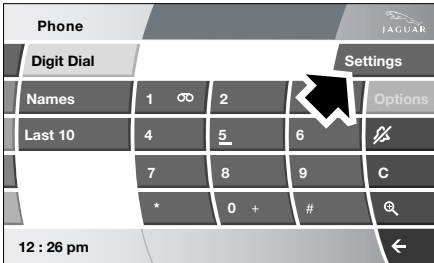 Phone JAGUAR
Digit Dial Settings
Names 1 2 Options
Last 10 4 5 6
7 8 9 C
* 0 + #
12 : 26 pm